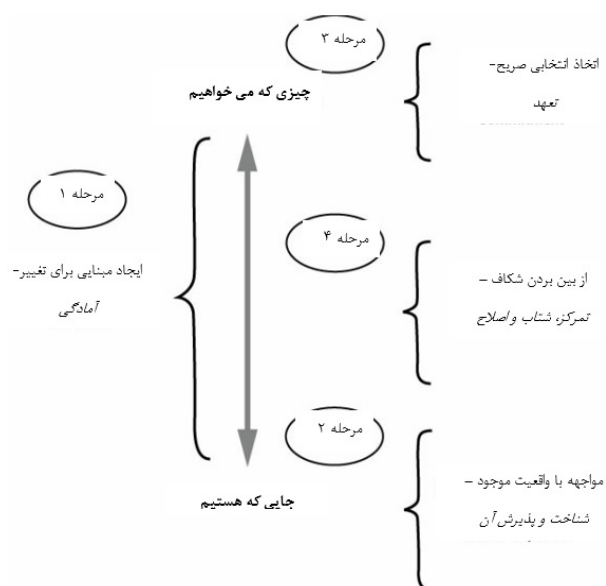 مرحله ۳
اتخاذ انتخابی صریح-
تعهد
چیزی که می خواهیم
مرحله ۱
ایجاد مبنایی برای تغییر-
آمادگی
مرحله ۴
از بین بردن شکاف –
تمرکز، شتاب و اصلاح
مرحله ۲
جایی که هستیم
مواجهه با واقعیت موجود –
شناخت و پذیرش آن